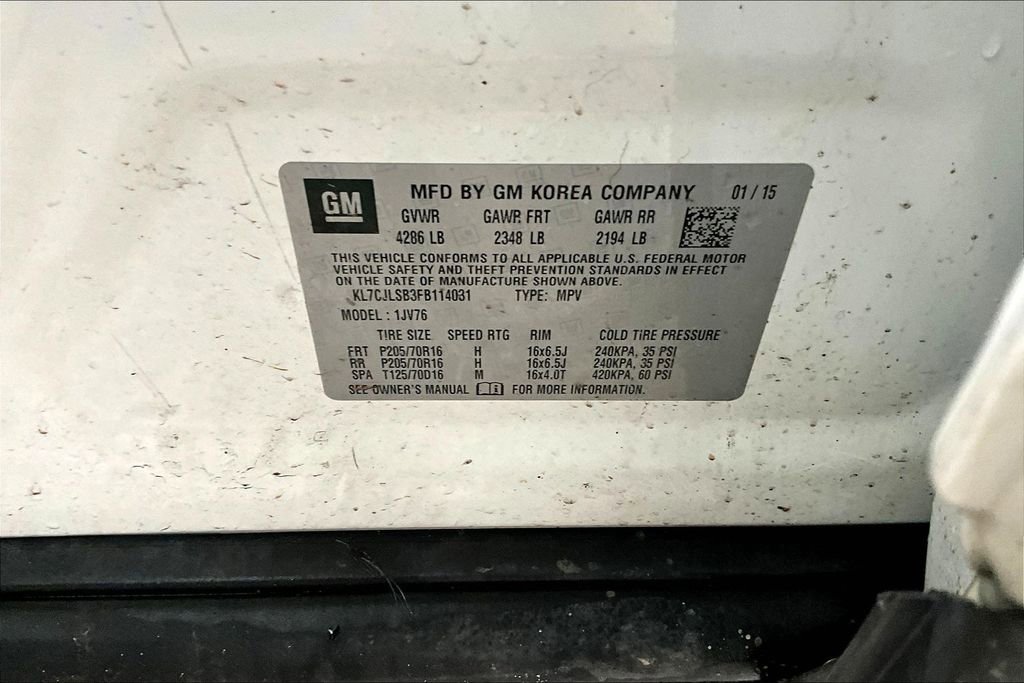 GM MFD BY GM KOREA COMPANY 01/15
GVWR GAWR FRT GAWR RR
4286 LB 2348 LB 2194 LB
THIS VEHICLE CONFORMS TO ALL APPLICABLE U.S. FEDERAL MOTOR
VEHICLE SAFETY AND THEFT PREVENTION STANDARDS IN EFFECT
ON THE DATE OF MANUFACTURE SHOWN ABOVE.
KL7CJLSB3FB114031 TYPE: MPV
MODEL : 1JV76
TIRE SIZE SPEED RTG RIM COLD TIRE PRESSURE
FRT P205/70R16 H 16x6.5J 240KPA, 35 PSI
RR P205/70R16 H 16x6.5J 240KPA, 35 PSI
SPA T125/70D16 M 16x4.0T 420KPA, 60 PSI
SEE OWNER'S MANUAL FOR MORE INFORMATION.